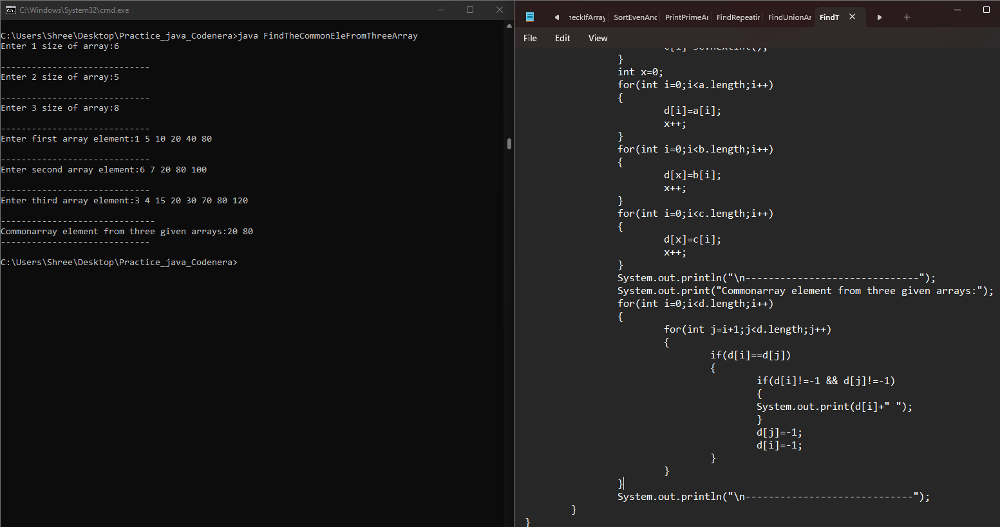 C:\Windows\System32\cmd.exe
C:\Users\Shree\Desktop\Practice_java_Codenera>java FindTheCommonEleFromThreeArray
Enter 1 size of array:6
-----------------------------
Enter 2 size of array:5
-----------------------------
Enter 3 size of array:8
-----------------------------
Enter first array element:1 5 10 20 40 80
-----------------------------
Enter second array element:6 7 20 80 100
-----------------------------
Enter third array element:3 4 15 20 30 70 80 120
------------------------------
Commonarray element from three given arrays:20 80
-----------------------------
C:\Users\Shree\Desktop\Practice_java_Codenera>
heckIfArray SortEvenAnd PrintPrimeAr FindRepeatin FindUnionAr FindT
File Edit View
}
int x=0;
for(int i=0;i<a.length;i++)
{
d[i]=a[i];
x++;
}
for(int i=0;i<b.length;i++)
{
d[x]=b[i];
x++;
}
for(int i=0;i<c.length;i++)
{
d[x]=c[i];
x++;
}
System.out.println("\n------------------------------");
System.out.print("Commonarray element from three given arrays:");
for(int i=0;i<d.length;i++)
{
for(int j=i+1;j<d.length;j++)
{
if(d[i]==d[j])
{
if(d[i]!=-1 && d[j]!=-1)
{
System.out.print(d[i]+" ");
}
d[j]=-1;
d[i]=-1;
}
}
}
System.out.println("\n-----------------------------");
}
}